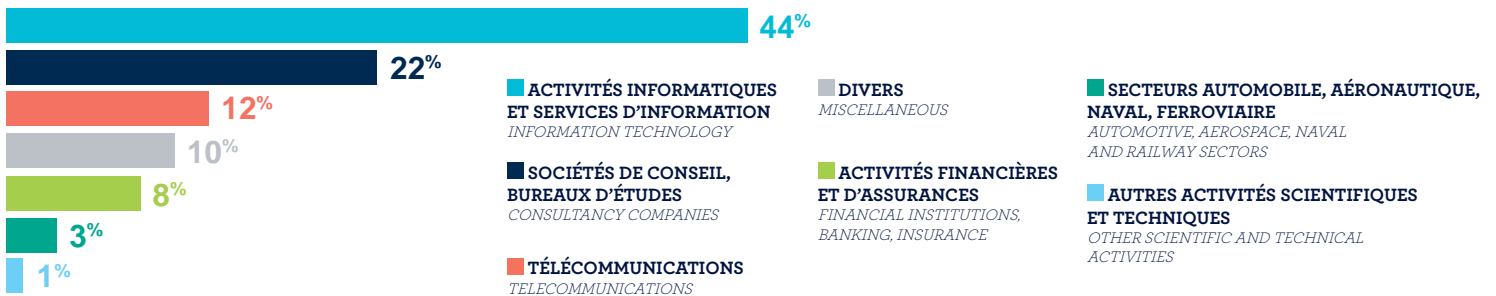 44%
22%
12%
10%
8%
3%
1%
ACTIVITÉS INFORMATIQUES
ET SERVICES D'INFORMATION
INFORMATION TECHNOLOGY
SOCIÉTÉS DE CONSEIL,
BUREAUX D'ÉTUDES
CONSULTANCY COMPANIES
TÉLÉCOMMUNICATIONS
TELECOMMUNICATIONS
DIVERS
MISCELLANEOUS
ACTIVITÉS FINANCIÈRES
ET D'ASSURANCES
FINANCIAL INSTITUTIONS,
BANKING, INSURANCE
SECTEURS AUTOMOBILE, AÉRONAUTIQUE,
NAVAL, FERROVIAIRE
AUTOMOTIVE, AEROSPACE, NAVAL
AND RAILWAY SECTORS
AUTRES ACTIVITÉS SCIENTIFIQUES
ET TECHNIQUES
OTHER SCIENTIFIC AND TECHNICAL
ACTIVITIES